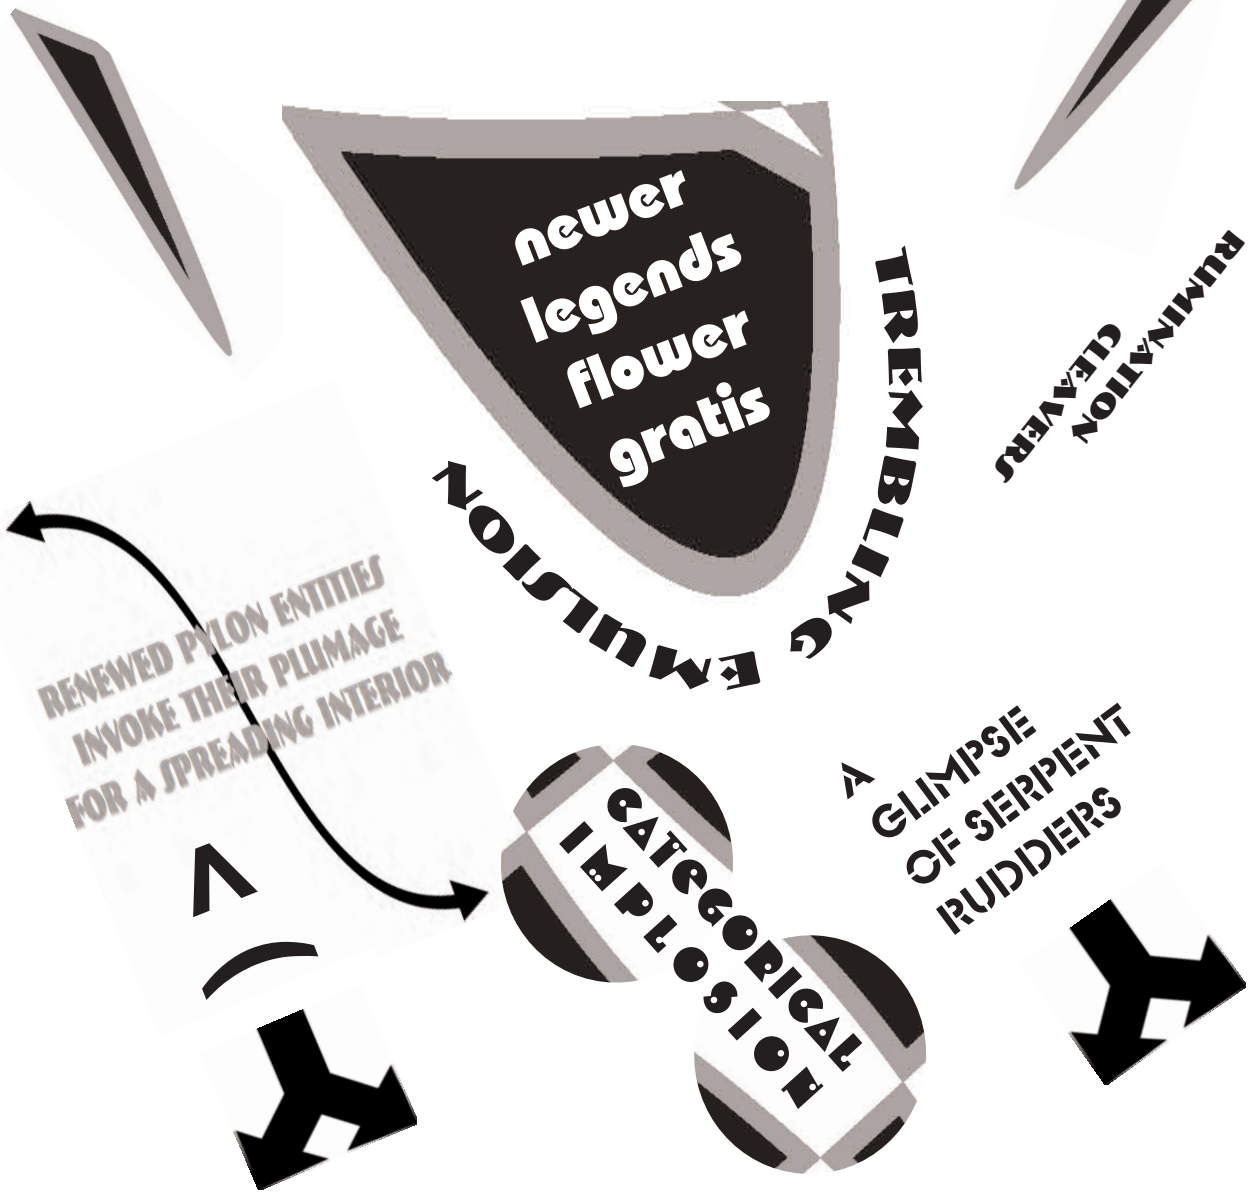 newer
legends
flower
gratis
TREMBLING EMULSION
RUMINATION
CLEAVERS
RENEWED PYLON ENTITIES
INVOKE THEIR PLUMAGE
FOR A SPREADING INTERIOR
A
GLIMPSE
OF SERPENT
RUDDERS
CATEGORICAL
IMPLOSION